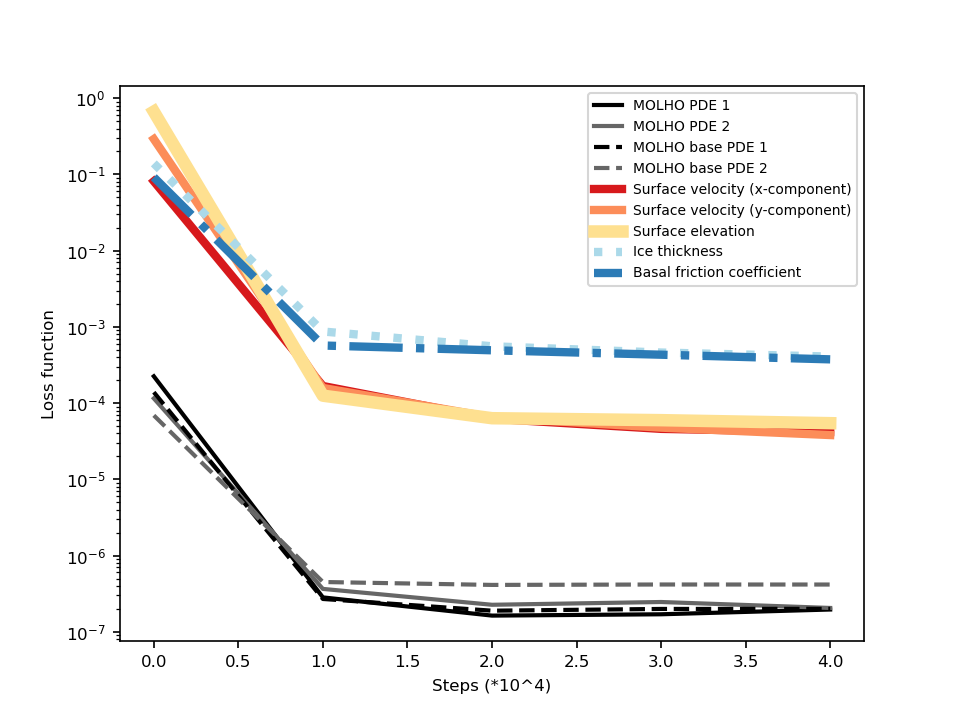 10^0
10^-1
10^-2
10^-3
10^-4
10^-5
10^-6
10^-7
Loss function
MOLHO PDE 1
MOLHO PDE 2
MOLHO base PDE 1
MOLHO base PDE 2
Surface velocity (x-component)
Surface velocity (y-component)
Surface elevation
Ice thickness
Basal friction coefficient
0.0 0.5 1.0 1.5 2.0 2.5 3.0 3.5 4.0
Steps (*10^4)